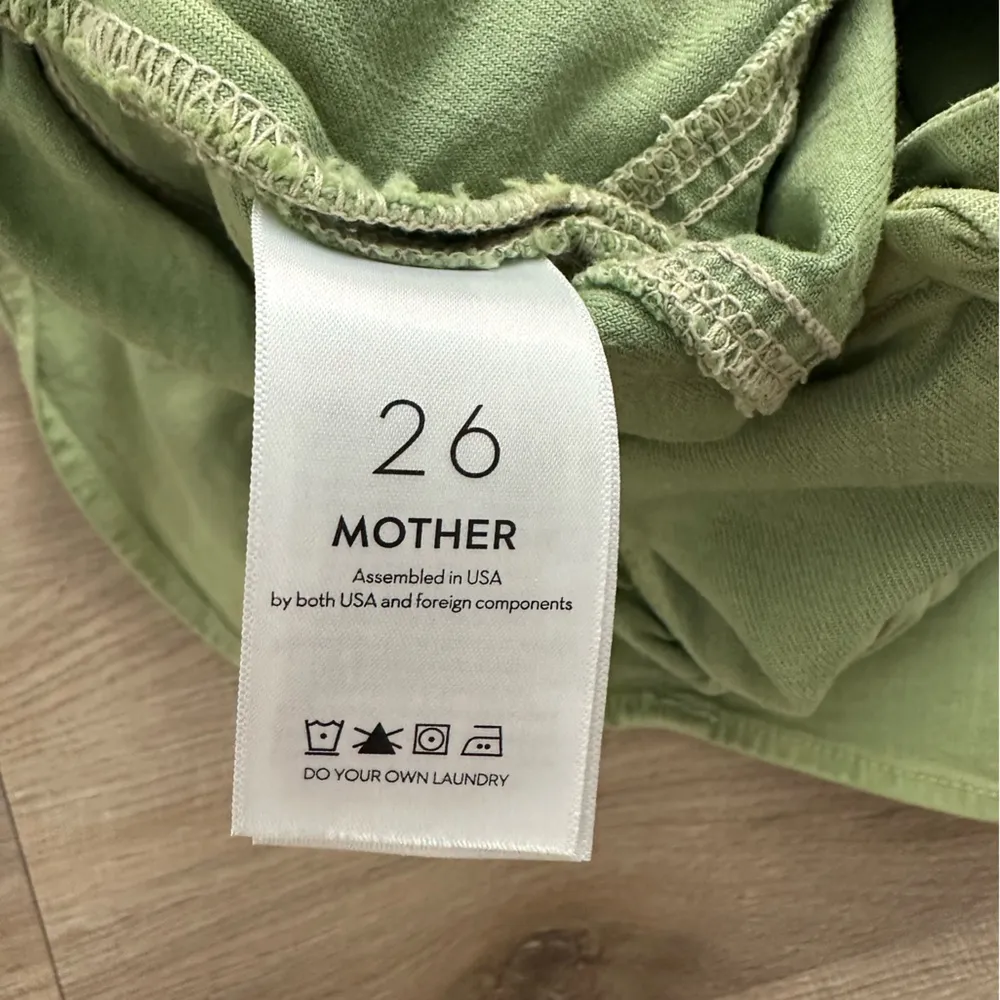 26
MOTHER
Assembled in USA
by both USA and foreign components
DO YOUR OWN LAUNDRY